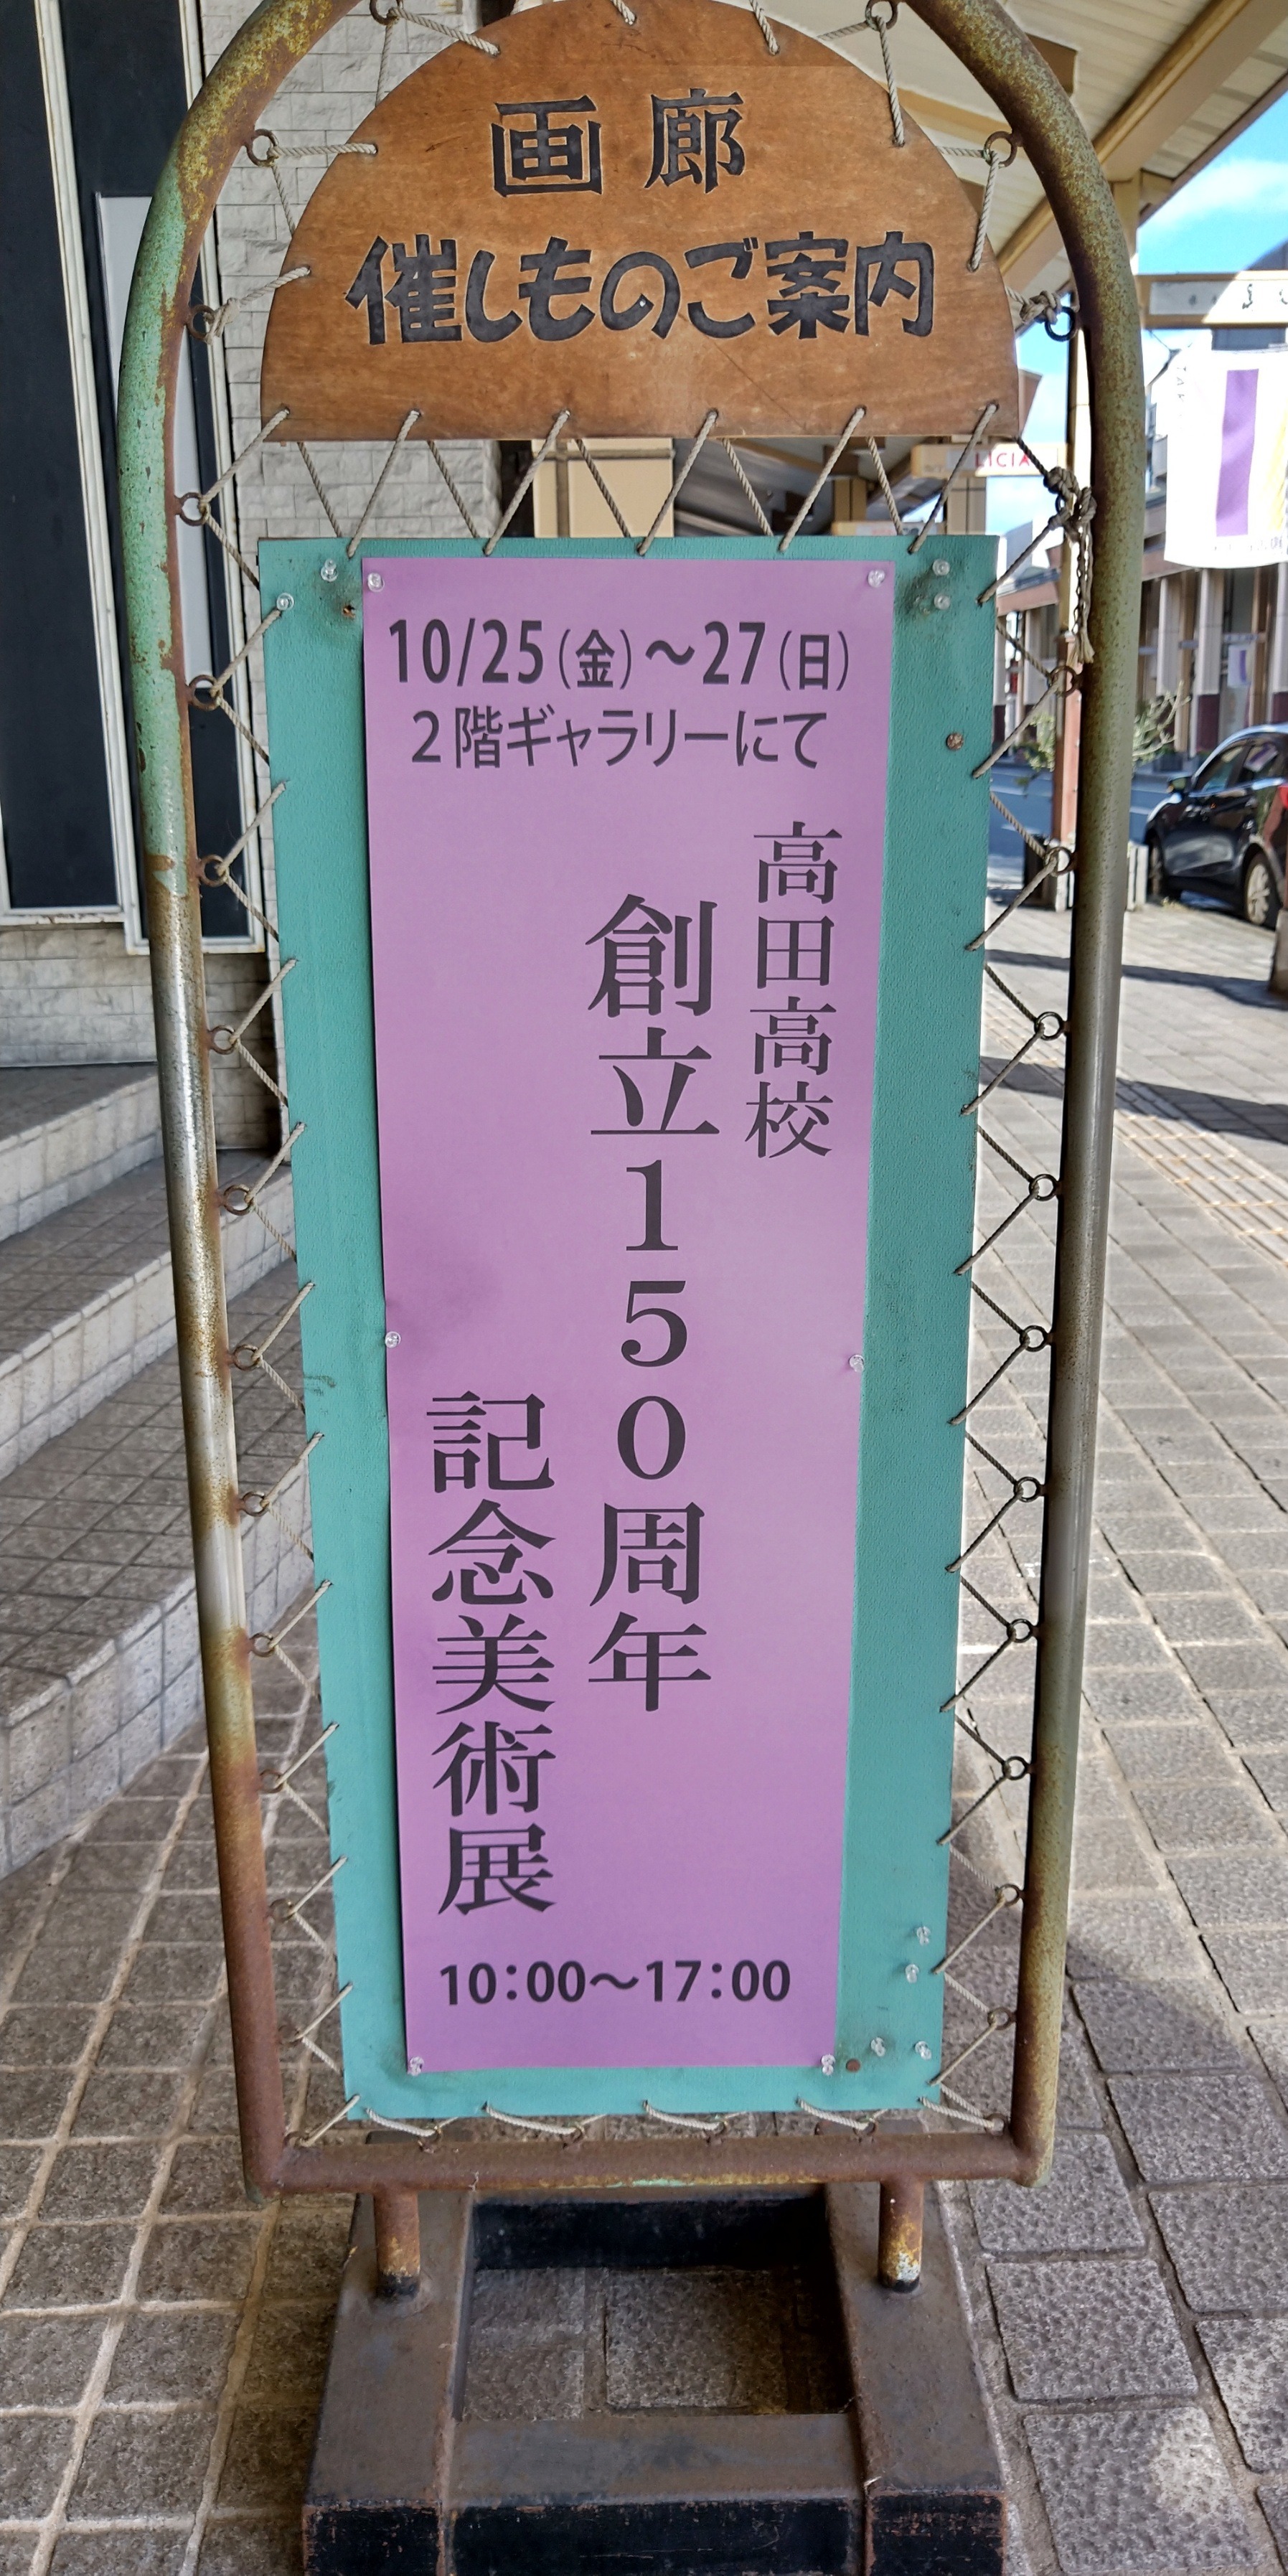 画廊
催しものご案内
10/25(金)～27(日)
2階ギャラリーにて
高田高校
創立150周年
記念美術展
10:00～17:00
LICIA